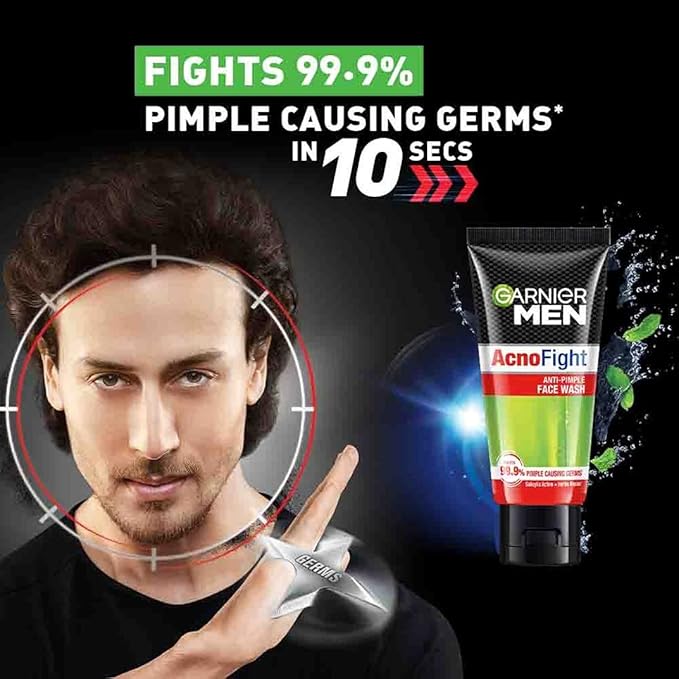 FIGHTS 99.9%
PIMPLE CAUSING GERMS*
IN 10 SECS
GARNIER
MEN
AcnoFight
ANTI-PIMPLE
FACE WASH
99.9% PIMPLE CAUSING GERMS*
GERMS